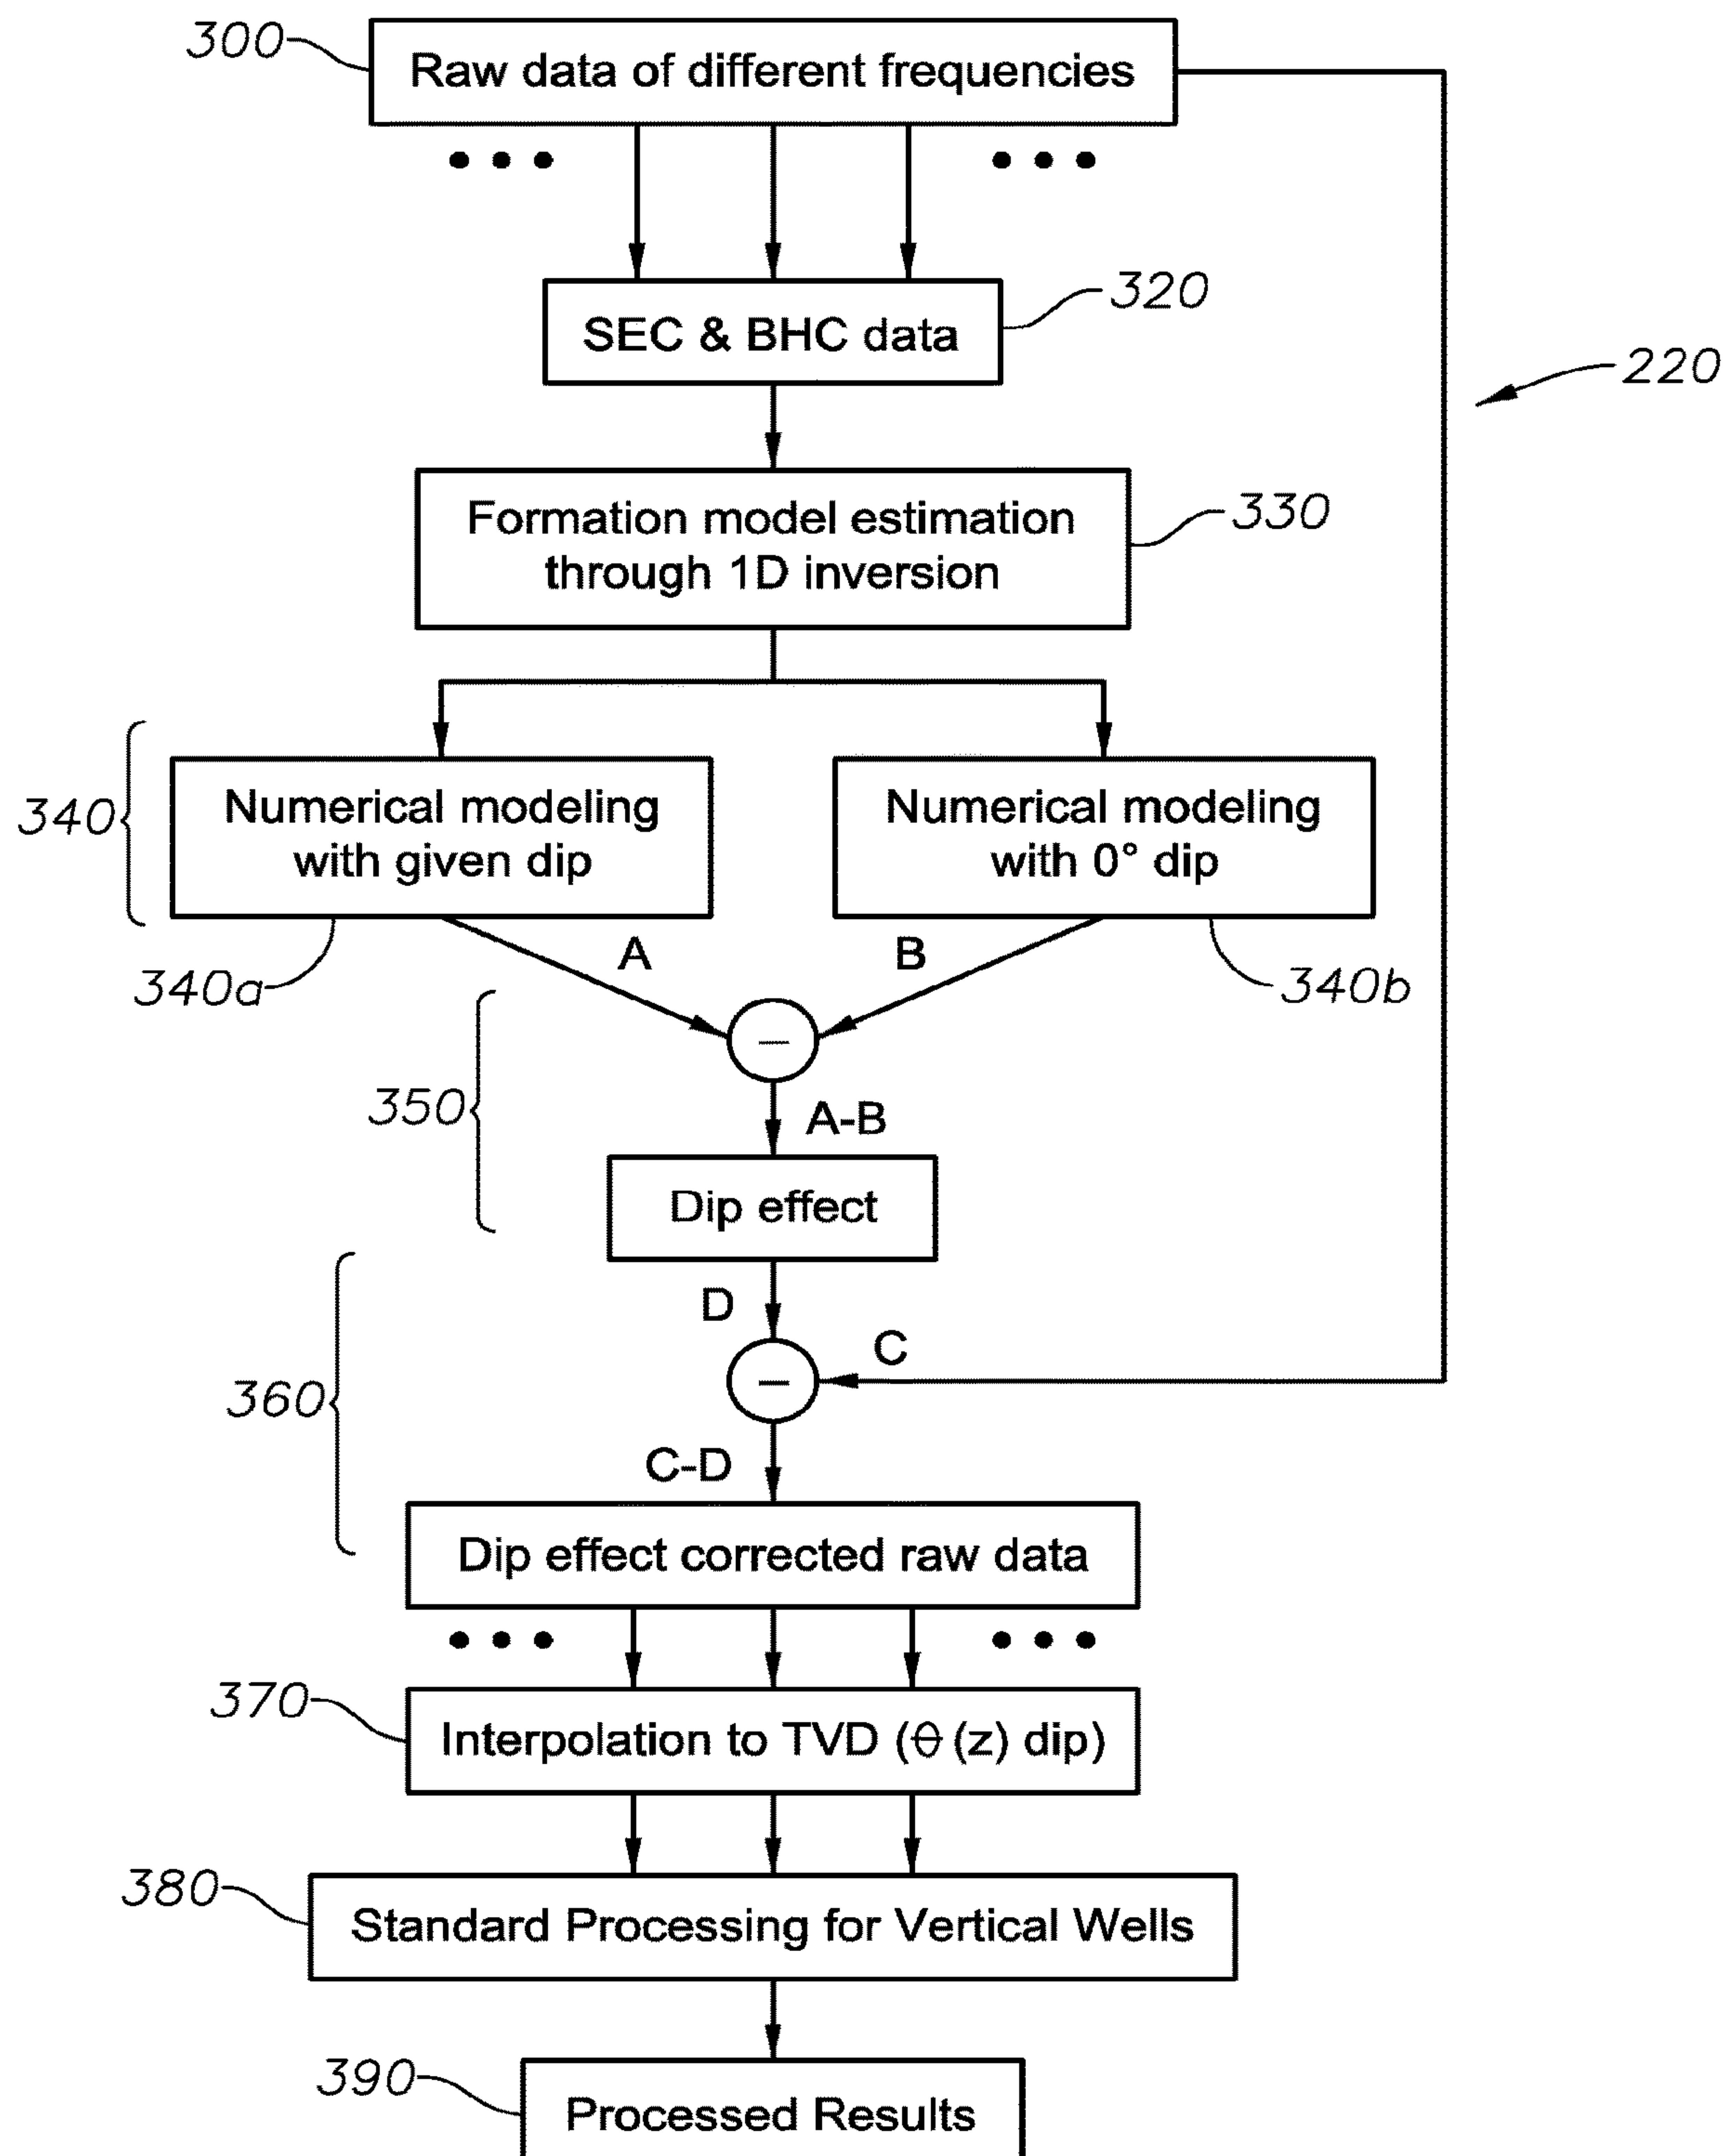 300
Raw data of different frequencies
320
SEC & BHC data
220
330
Formation model estimation
through 1D inversion
340
Numerical modeling
with given dip
Numerical modeling
with 0° dip
340a
A
B
340b
–
350
A-B
Dip effect
D
C
–
360
C-D
Dip effect corrected raw data
370
Interpolation to TVD (θ (z) dip)
380
Standard Processing for Vertical Wells
390
Processed Results